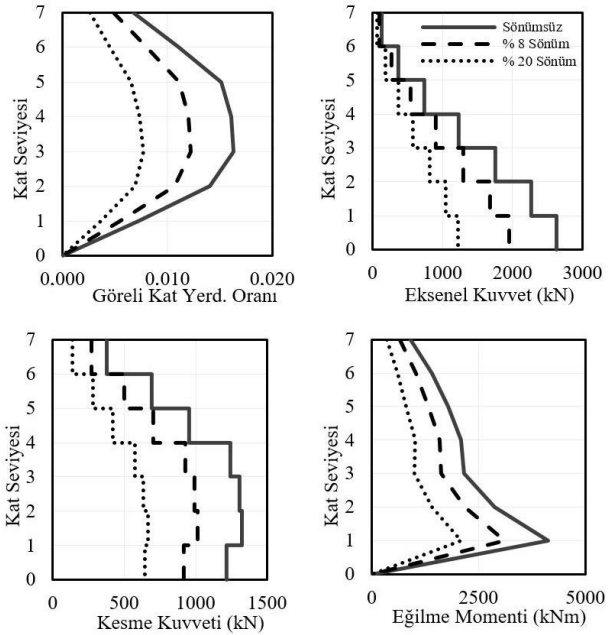 7
6
5
4
3
2
1
0
Kat Seviyesi
0.000 0.010 0.020
Göreli Kat Yerd. Oranı
7
6
5
4
3
2
1
0
Kat Seviyesi
Sönümsüz
% 8 Sönüm
% 20 Sönüm
0 1000 2000 3000
Eksenel Kuvvet (kN)
7
6
5
4
3
2
1
0
Kat Seviyesi
0 500 1000 1500
Kesme Kuvveti (kN)
7
6
5
4
3
2
1
0
Kat Seviyesi
0 2500 5000
Eğilme Momenti (kNm)